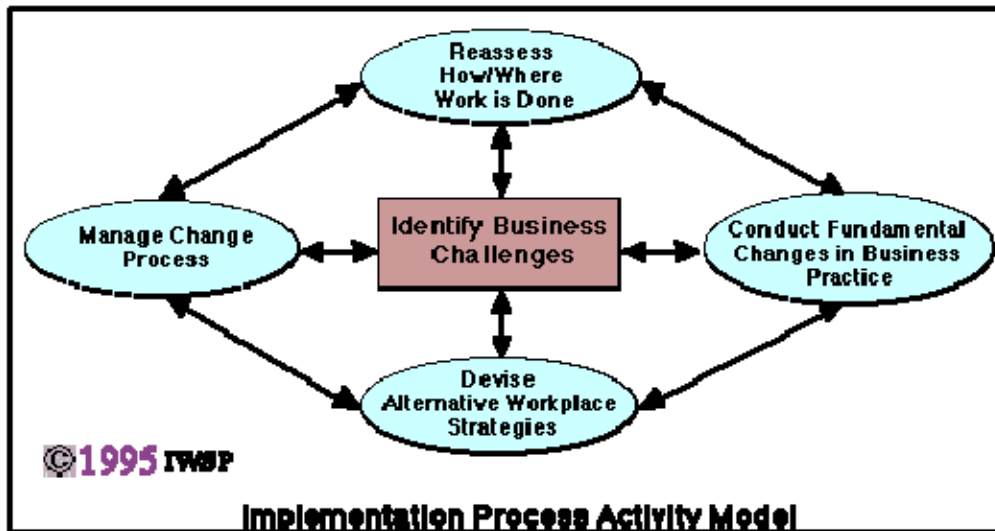 Reassess
How/Where
Work is Done
Manage Change
Process
Identify Business
Challenges
Conduct Fundamental
Changes in Business
Practice
Devise
Alternative Workplace
Strategies
© 1995 IWSP
Implementation Process Activity Model